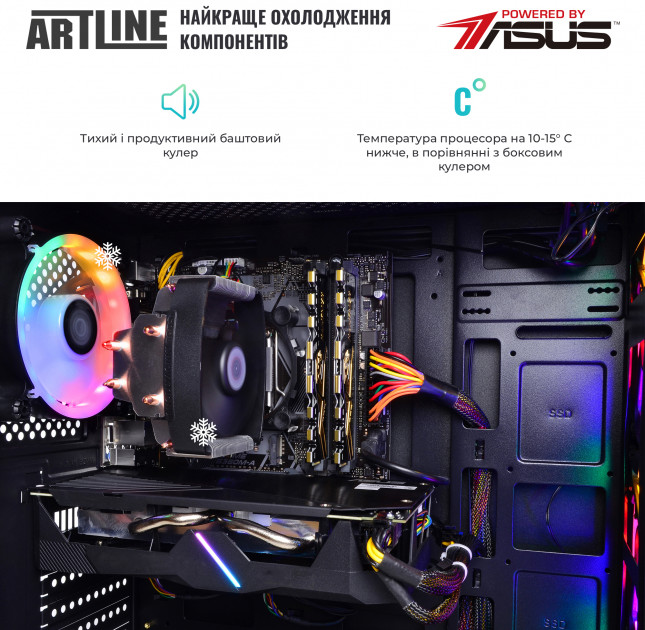 ARTLINE
НАЙКРАЩЕ ОХОЛОДЖЕННЯ
КОМПОНЕНТІВ
POWERED BY
ASUS
C°
Тихий і продуктивний баштовий
кулер
Температура процесора на 10-15° С
нижче, в порівнянні з боксовим
кулером
SSD
SSD